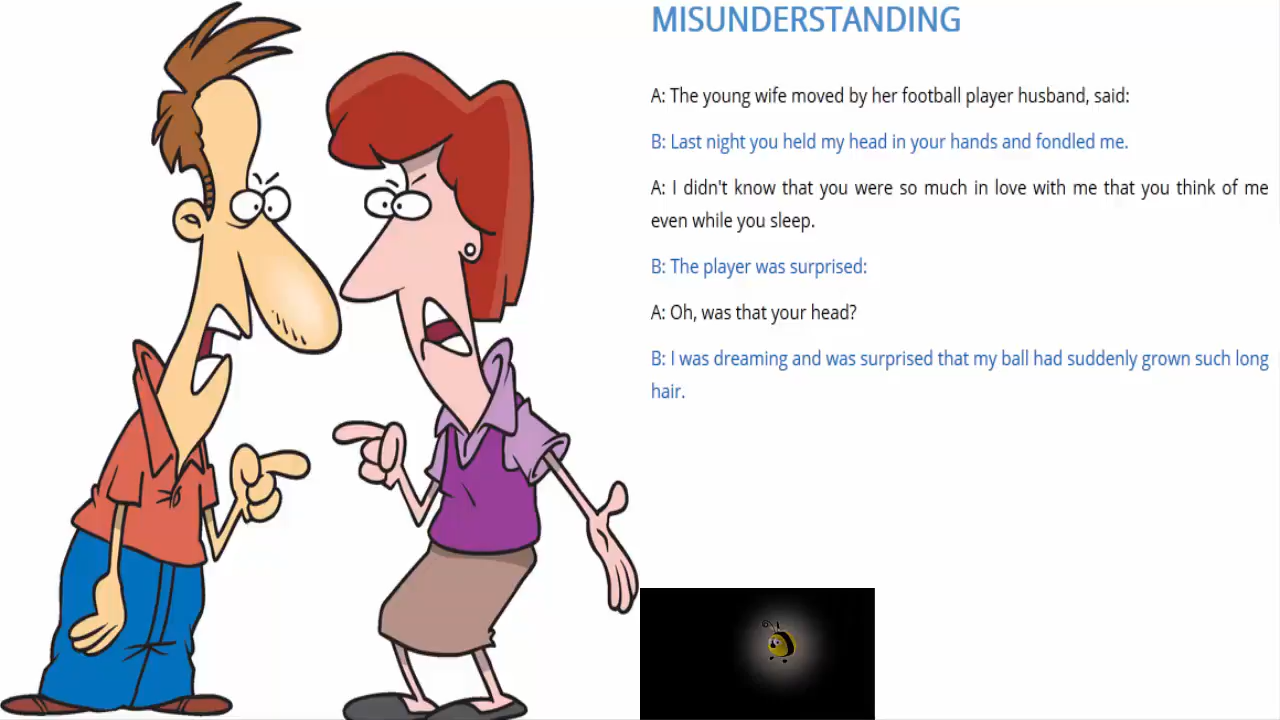 MISUNDERSTANDING
A: The young wife moved by her football player husband, said:
B: Last night you held my head in your hands and fondled me.
A: I didn't know that you were so much in love with me that you think of me
even while you sleep.
B: The player was surprised:
A: Oh, was that your head?
B: I was dreaming and was surprised that my ball had suddenly grown such long
hair.